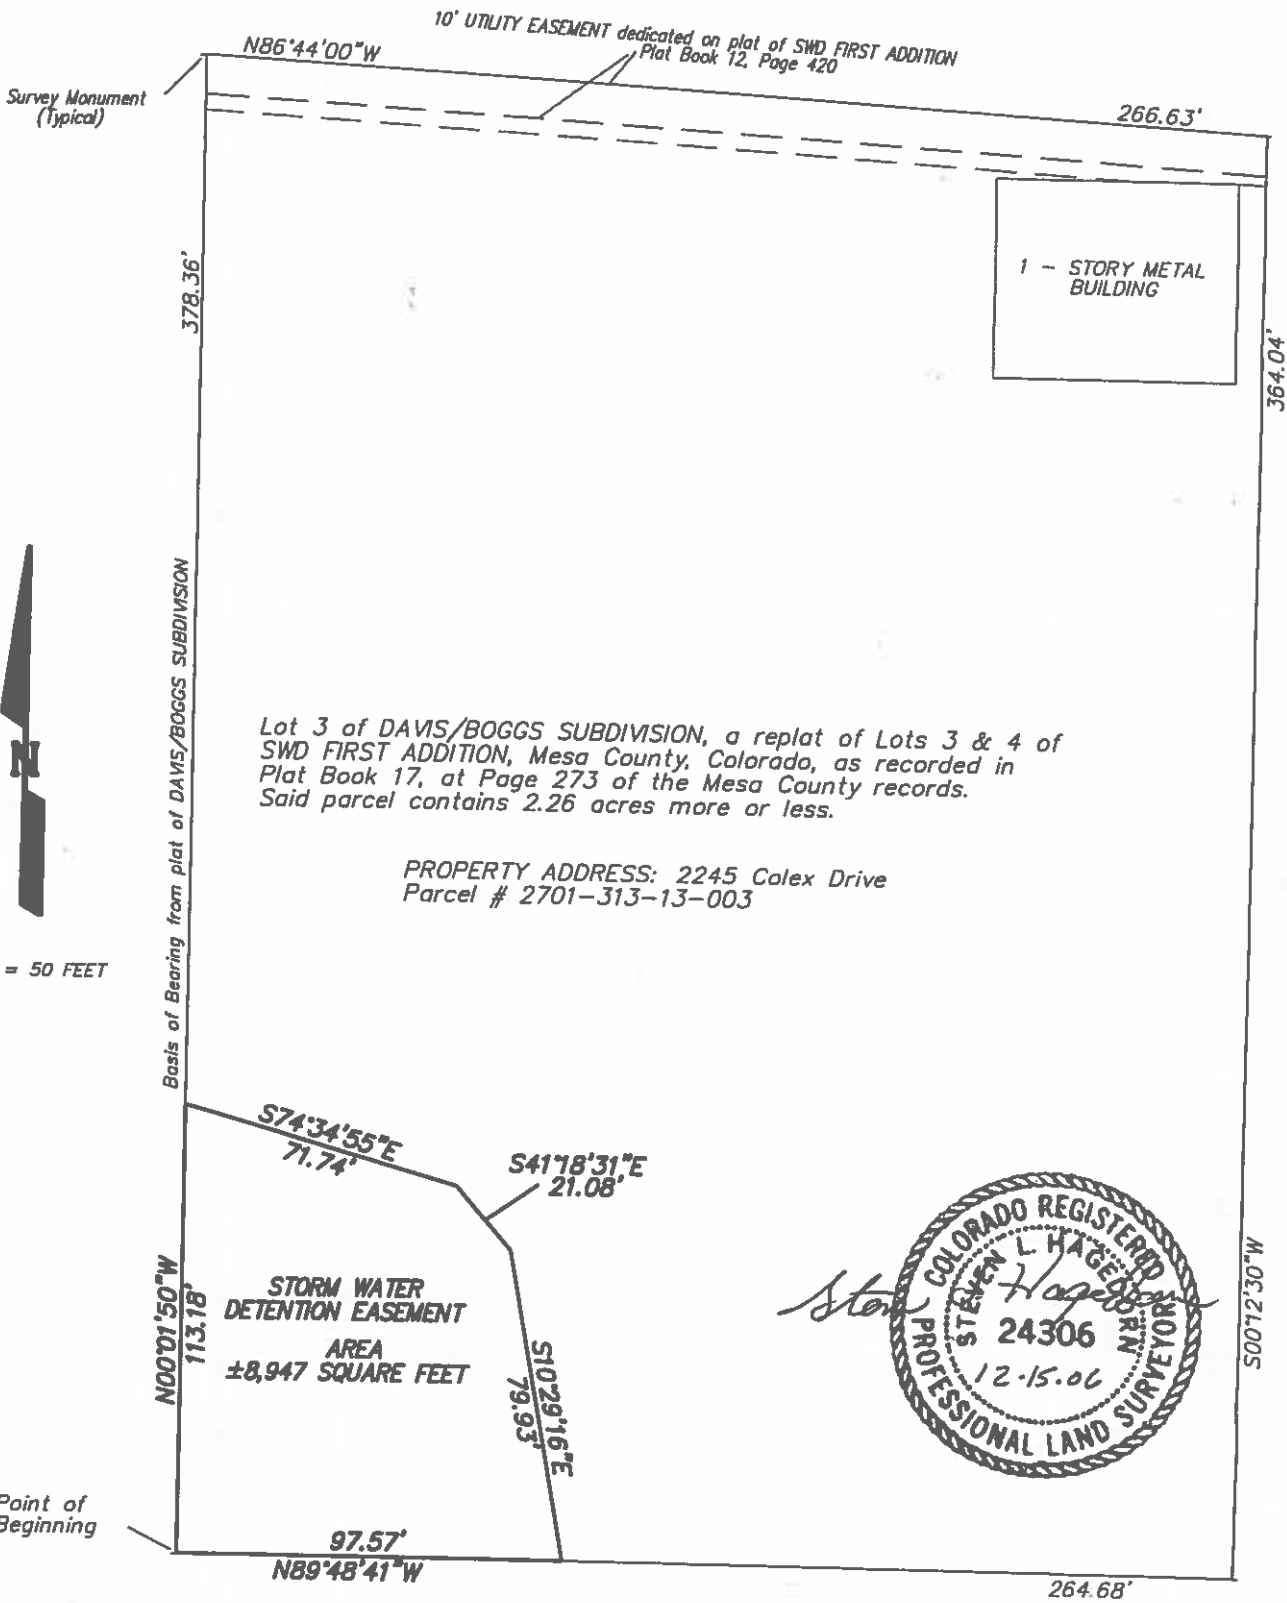 10' UTILITY EASEMENT dedicated on plat of SWD FIRST ADDITION
Plat Book 12, Page 420
N86°44'00"W
266.63'
Survey Monument
(Typical)
378.36'
1 - STORY METAL
BUILDING
364.04'
Basis of Bearing from plat of DAVIS/BOGGS SUBDIVISION
N
Lot 3 of DAVIS/BOGGS SUBDIVISION, a replat of Lots 3 & 4 of
SWD FIRST ADDITION, Mesa County, Colorado, as recorded in
Plat Book 17, at Page 273 of the Mesa County records.
Said parcel contains 2.26 acres more or less.
PROPERTY ADDRESS: 2245 Colex Drive
Parcel # 2701-313-13-003
= 50 FEET
S74°34'55"E
71.74'
S41°18'31"E
21.08'
N00°01'50"W
113.18'
STORM WATER
DETENTION EASEMENT
AREA
±8,947 SQUARE FEET
S10°29'16"E
79.93'
COLORADO REGISTERED
STEVEN L. HAGEDORN
24306
12.15.06
PROFESSIONAL LAND SURVEYOR
Steven Hagedorn
S00°12'30"W
Point of
Beginning
97.57'
N89°48'41"W
264.68'